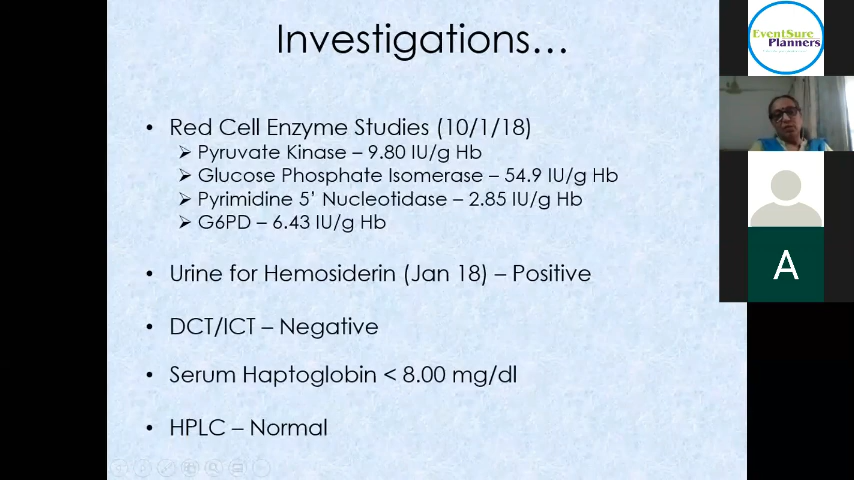 Investigations…
• Red Cell Enzyme Studies (10/1/18)
➢ Pyruvate Kinase – 9.80 IU/g Hb
➢ Glucose Phosphate Isomerase – 54.9 IU/g Hb
➢ Pyrimidine 5’ Nucleotidase – 2.85 IU/g Hb
➢ G6PD – 6.43 IU/g Hb
• Urine for Hemosiderin (Jan 18) – Positive
• DCT/ICT – Negative
• Serum Haptoglobin < 8.00 mg/dl
• HPLC – Normal
EventSure
Planners
A